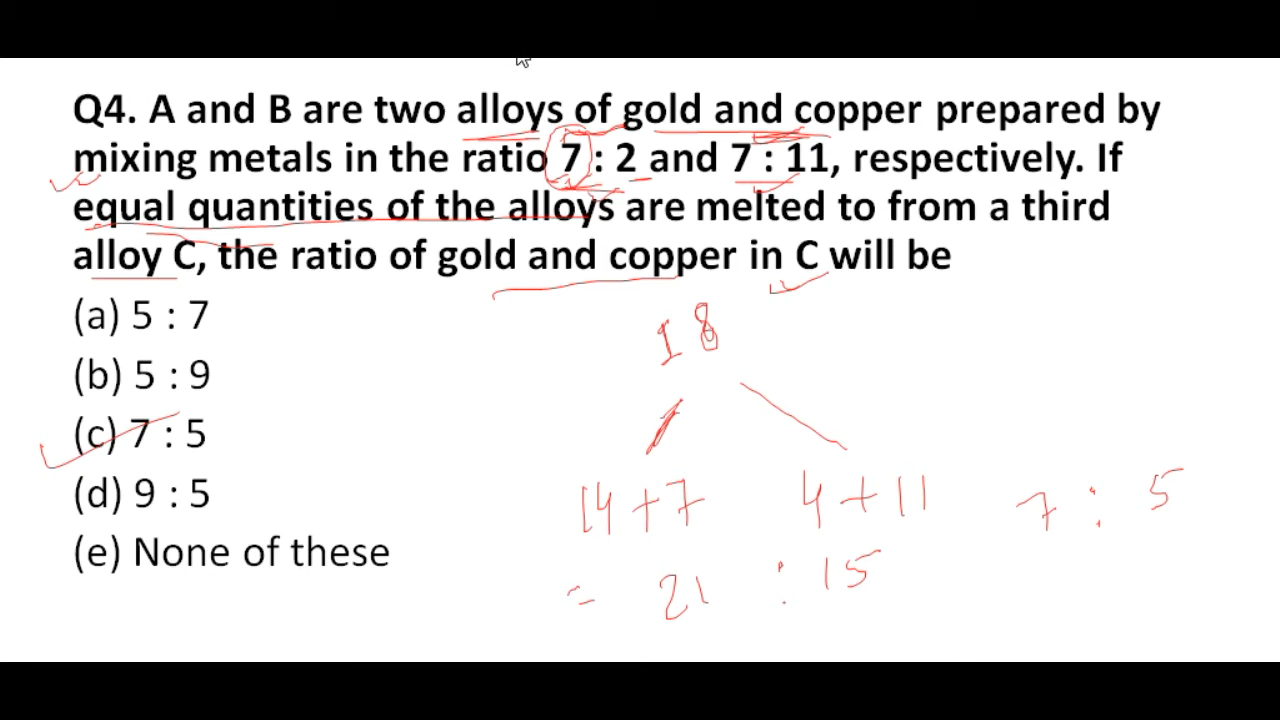 Q4. A and B are two alloys of gold and copper prepared by
mixing metals in the ratio 7 : 2 and 7 : 11, respectively. If
equal quantities of the alloys are melted to from a third
alloy C, the ratio of gold and copper in C will be
(a) 5 : 7
18
(b) 5 : 9
(c) 7 : 5
(d) 9 : 5
14+7 4+11 7 : 5
(e) None of these
= 21 : 15